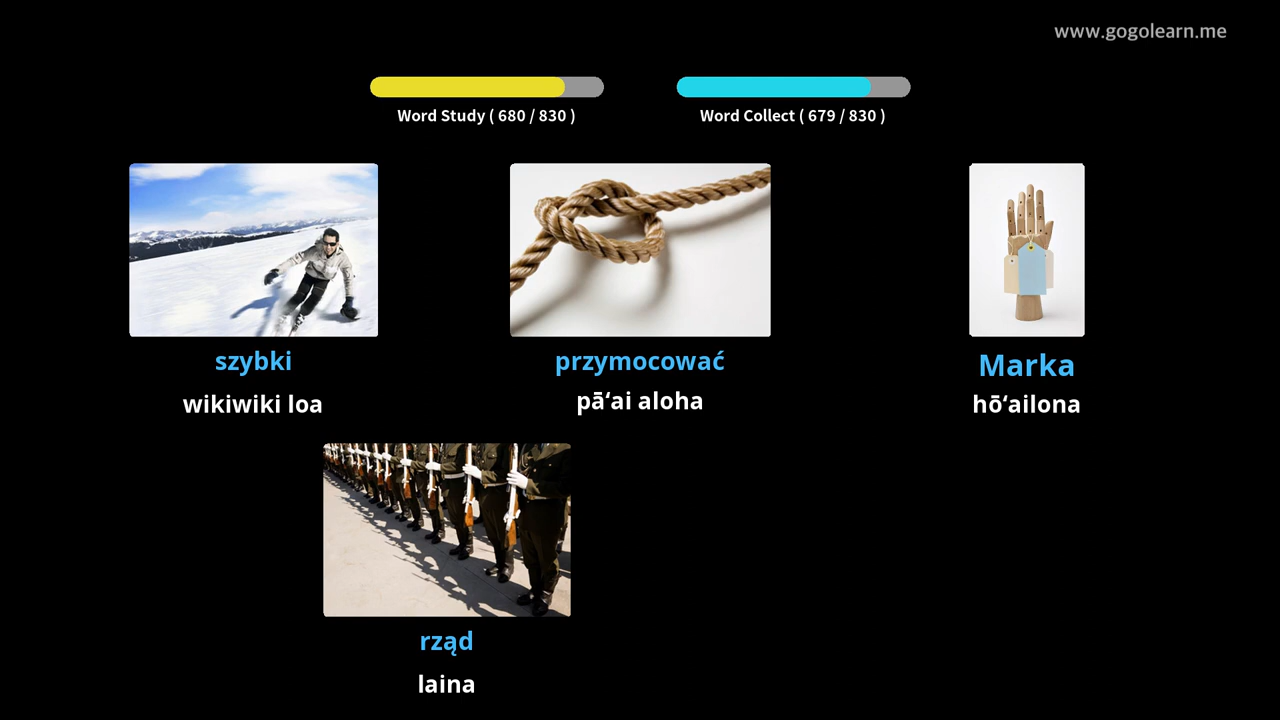 www.gogolearn.me
Word Study ( 680 / 830 )
Word Collect ( 679 / 830 )
szybki
wikiwiki loa
przymocować
pāʻai aloha
Marka
hōʻailona
rząd
laina